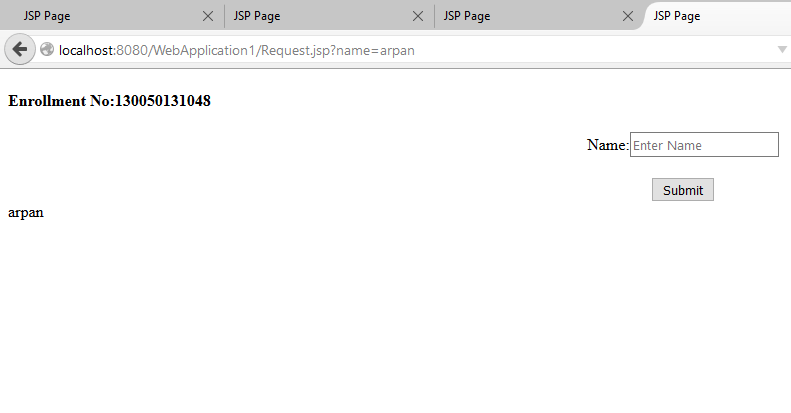 JSP Page JSP Page JSP Page JSP Page
localhost:8080/WebApplication1/Request.jsp?name=arpan
Enrollment No:130050131048
Name: Enter Name
Submit
arpan